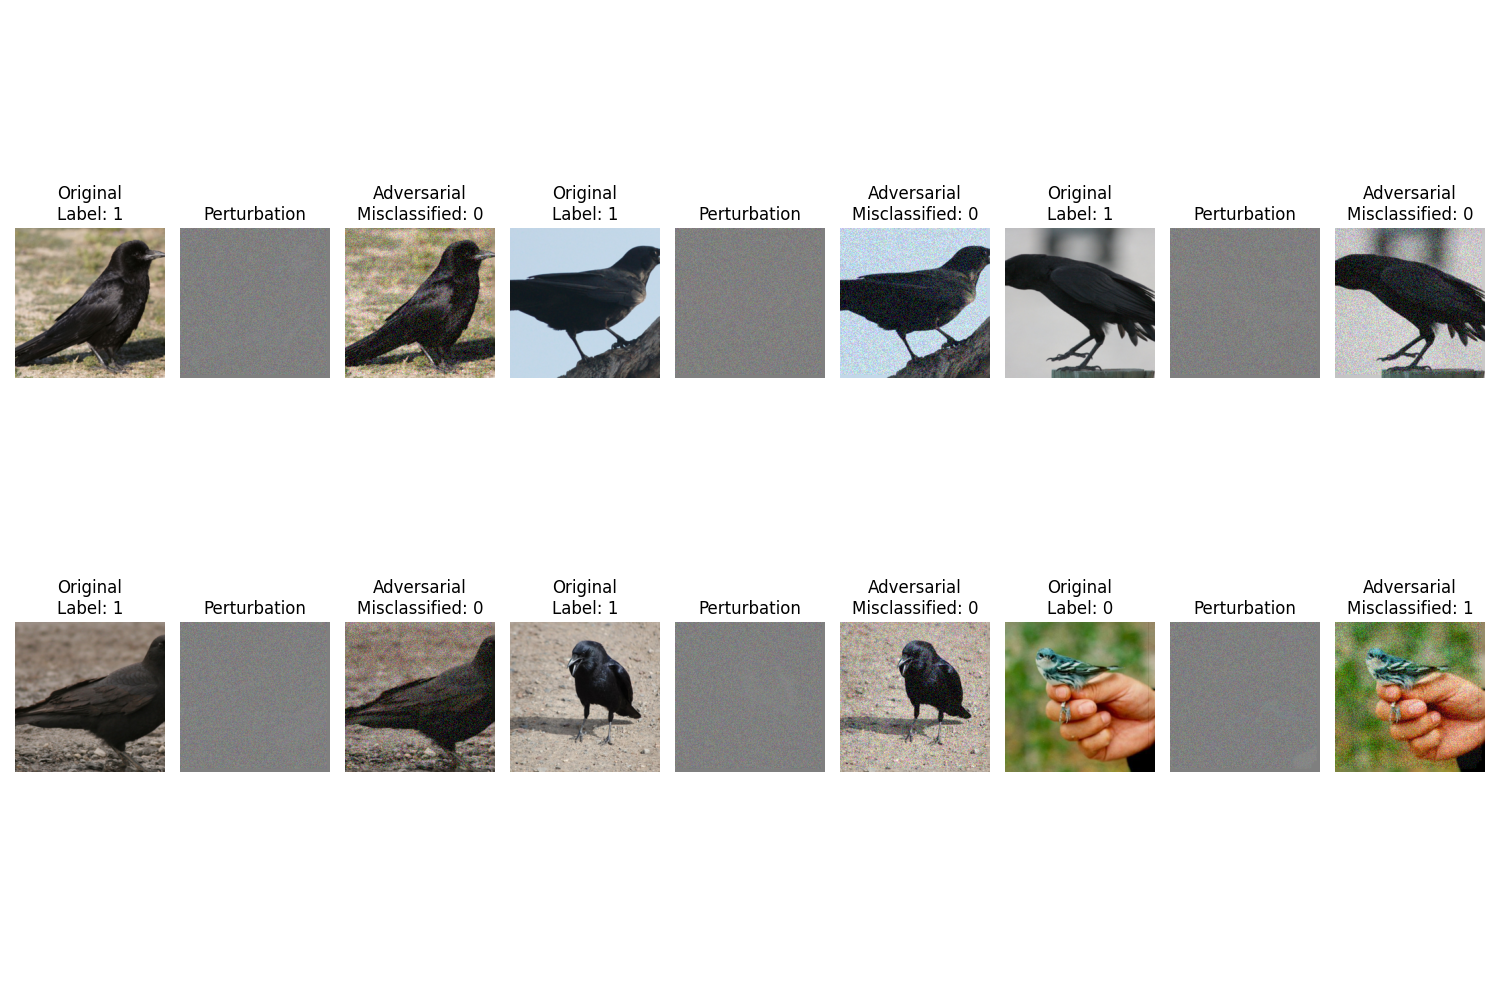 Original
Label: 1
Perturbation
Adversarial
Misclassified: 0
Original
Label: 1
Perturbation
Adversarial
Misclassified: 0
Original
Label: 1
Perturbation
Adversarial
Misclassified: 0
Original
Label: 1
Perturbation
Adversarial
Misclassified: 0
Original
Label: 1
Perturbation
Adversarial
Misclassified: 0
Original
Label: 0
Perturbation
Adversarial
Misclassified: 1